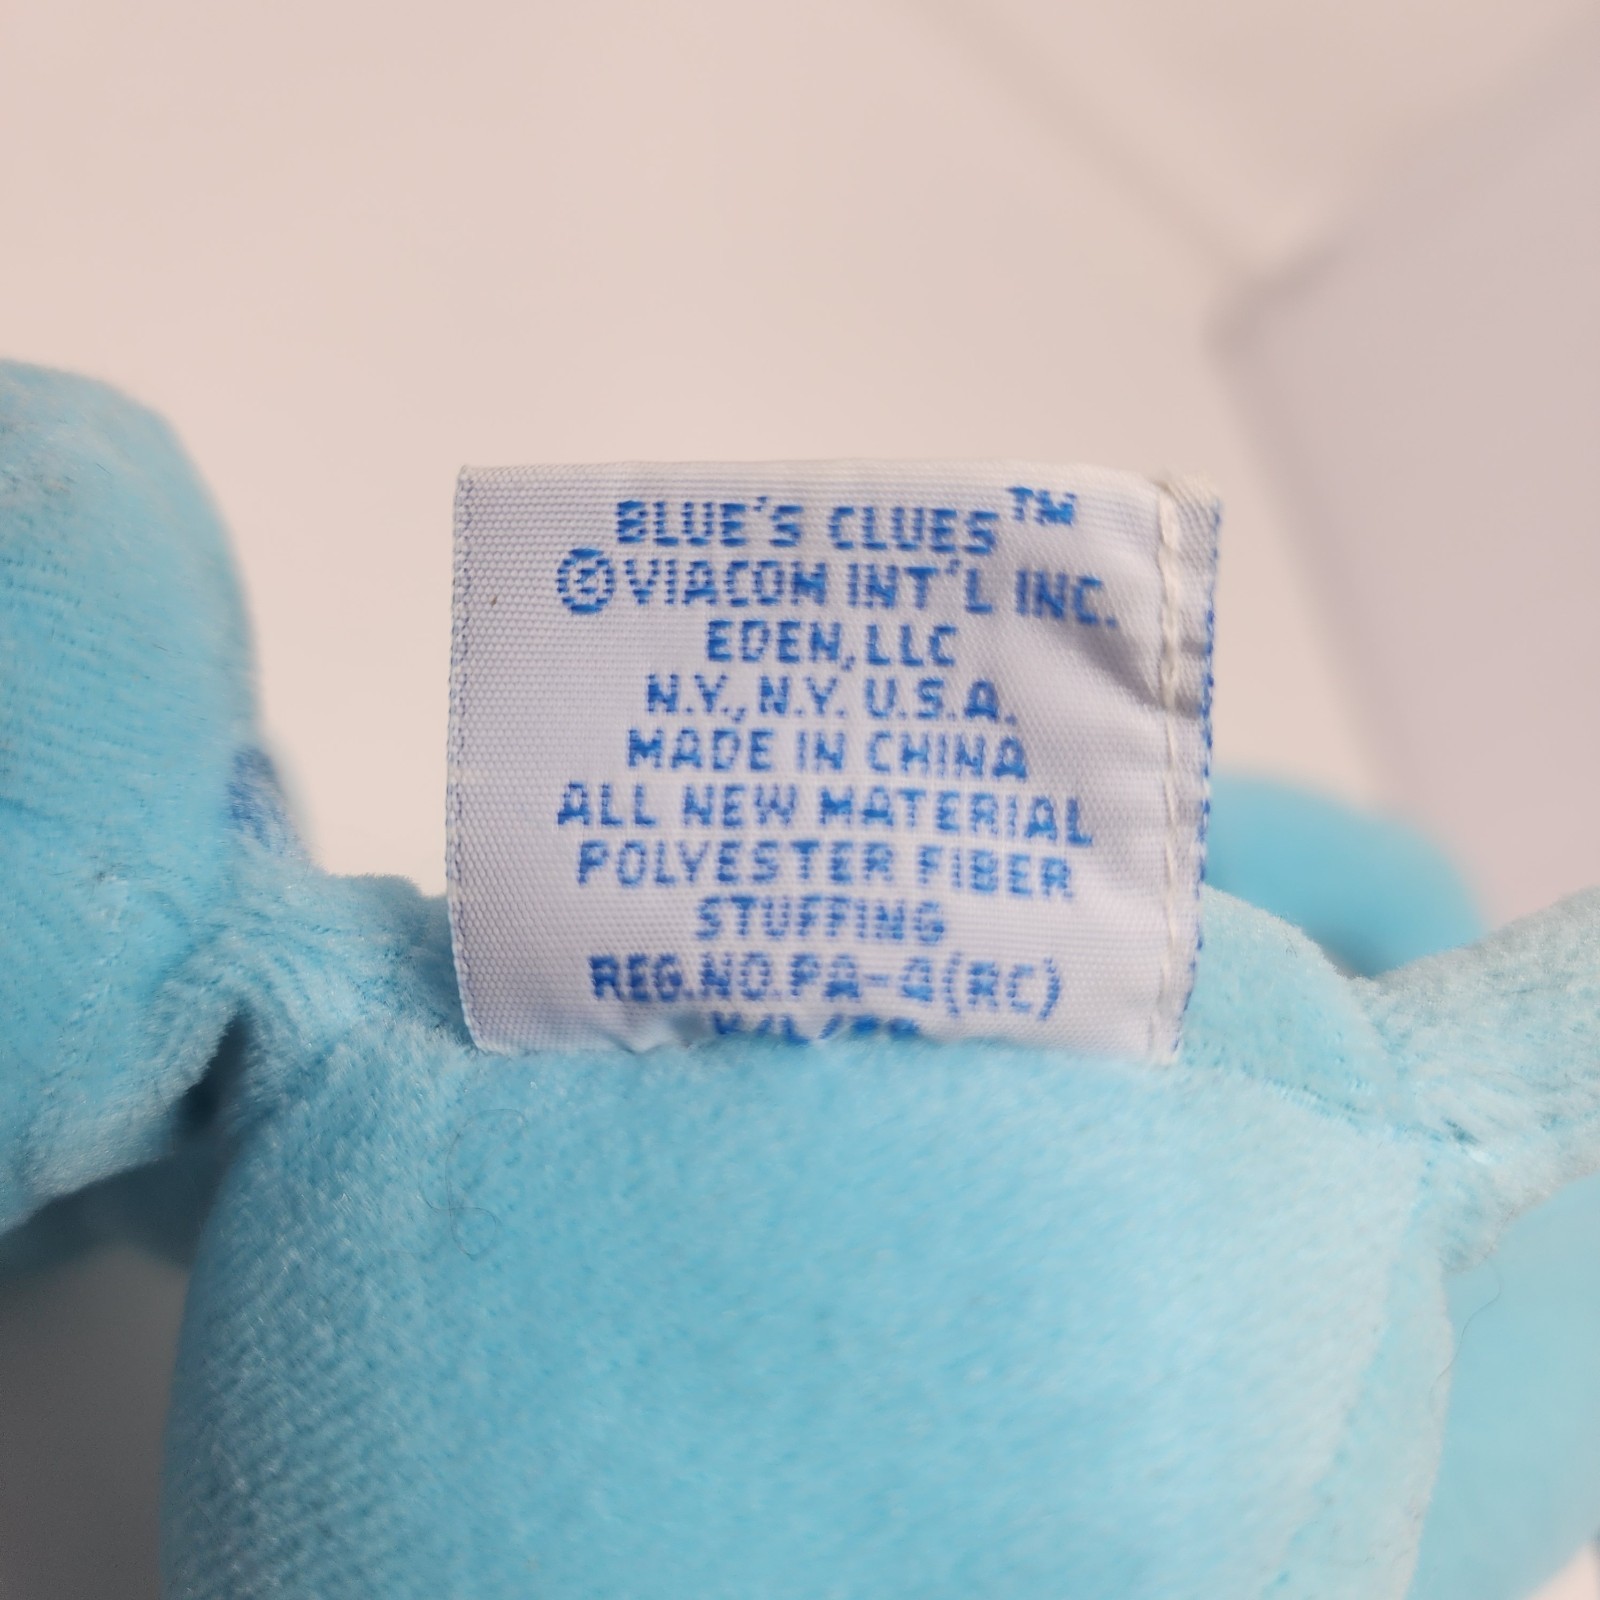 BLUE'S CLUES™
©VIACOM INT'L INC.
EDEN, LLC
N.Y., N.Y. U.S.A.
MADE IN CHINA
ALL NEW MATERIAL
POLYESTER FIBER
STUFFING
REG.NO.PA-4(RC)